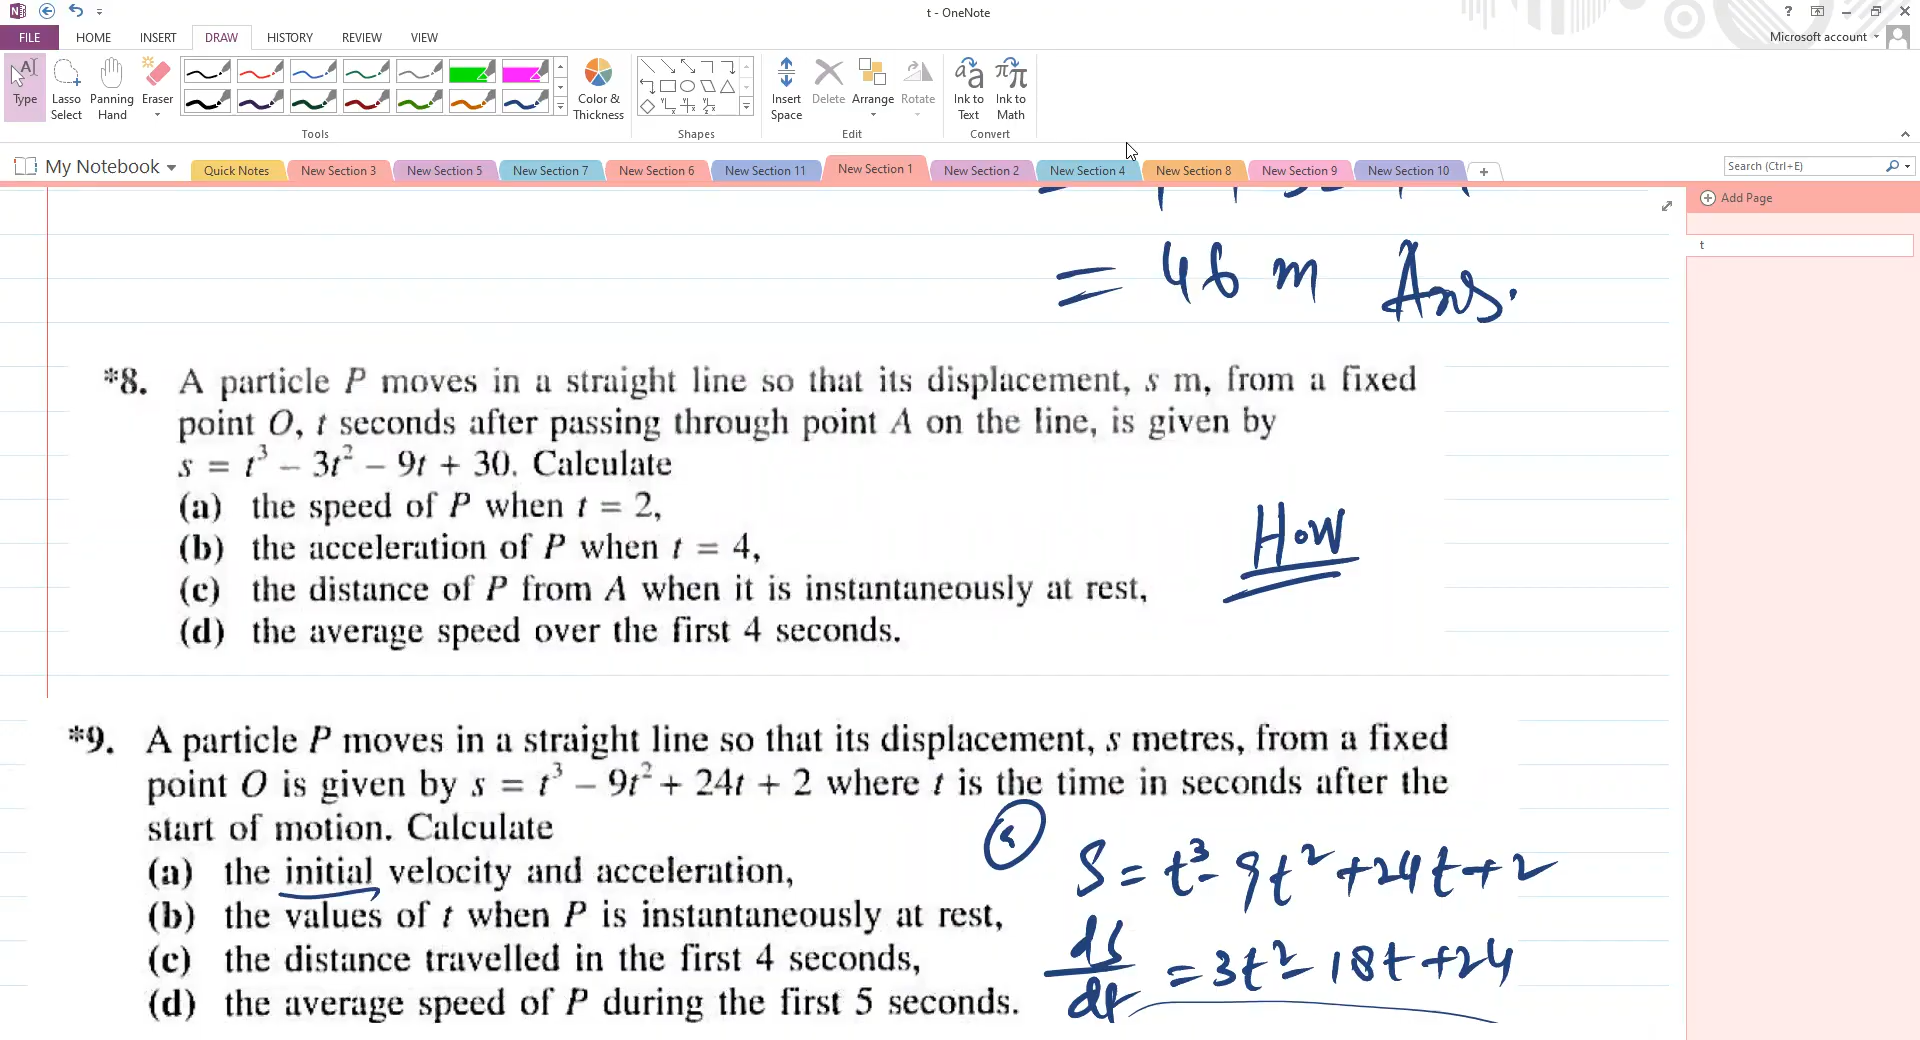 t - OneNote
?
Microsoft account
FILE HOME INSERT DRAW HISTORY REVIEW VIEW
Type
Lasso Select
Panning Hand
Eraser
Color & Thickness
Insert Space
Delete
Arrange
Rotate
Ink to Text
Ink to Math
Tools Shapes Edit Convert
My Notebook Quick Notes New Section 3 New Section 5 New Section 7 New Section 6 New Section 11 New Section 1 New Section 2 New Section 4 New Section 8 New Section 9 New Section 10 +
Search (Ctrl+E)
Add Page
t
= 46 m Ans.
*8. A particle P moves in a straight line so that its displacement, s m, from a fixed
point O, t seconds after passing through point A on the line, is given by
s = t³ – 3t² – 9t + 30. Calculate
(a) the speed of P when t = 2,
(b) the acceleration of P when t = 4,
(c) the distance of P from A when it is instantaneously at rest,
(d) the average speed over the first 4 seconds.
How
*9. A particle P moves in a straight line so that its displacement, s metres, from a fixed
point O is given by s = t³ – 9t² + 24t + 2 where t is the time in seconds after the
start of motion. Calculate
(a) the initial velocity and acceleration,
(b) the values of t when P is instantaneously at rest,
(c) the distance travelled in the first 4 seconds,
(d) the average speed of P during the first 5 seconds.
S = t³ - 9t² + 24t + 2
ds/dt = 3t² - 18t + 24